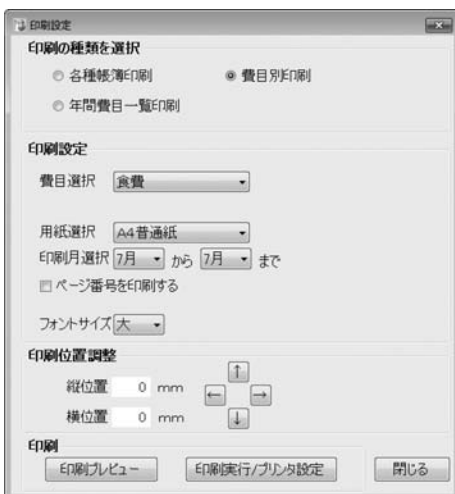 印刷設定
印刷の種類を選択
各種帳簿印刷 費目別印刷
年間費目一覧印刷
印刷設定
費目選択 食費
用紙選択 A4普通紙
印刷月選択 7月 から 7月 まで
ページ番号を印刷する
フォントサイズ 大
印刷位置調整
縦位置 0 mm
横位置 0 mm
↑
← →
↓
印刷
印刷プレビュー 印刷実行/プリンタ設定 閉じる